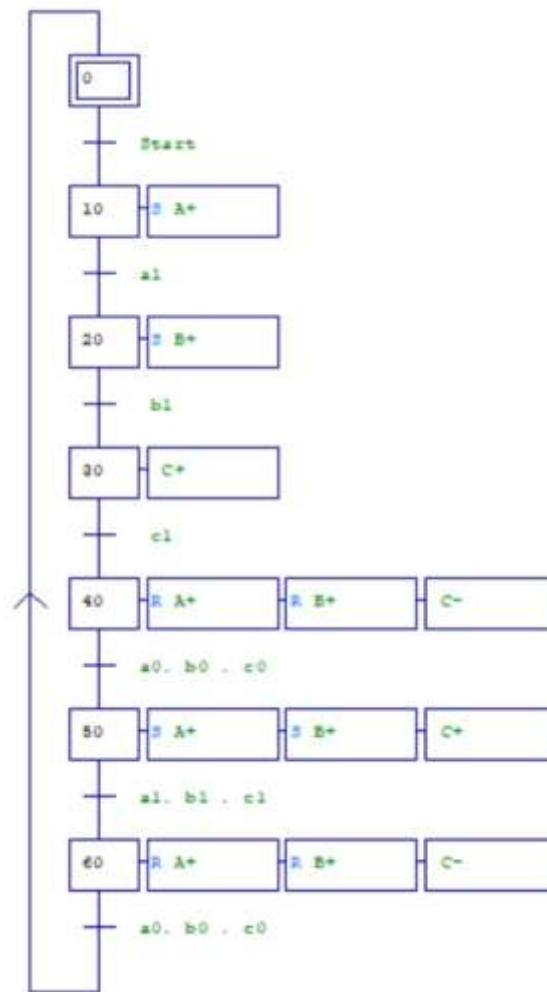 0
Start
10 S A+
a1
20 S B+
b1
30 C+
c1
40 R A+ R B+ C-
a0. b0 . c0
50 S A+ S B+ C+
a1. b1 . c1
60 R A+ R B+ C-
a0. b0 . c0